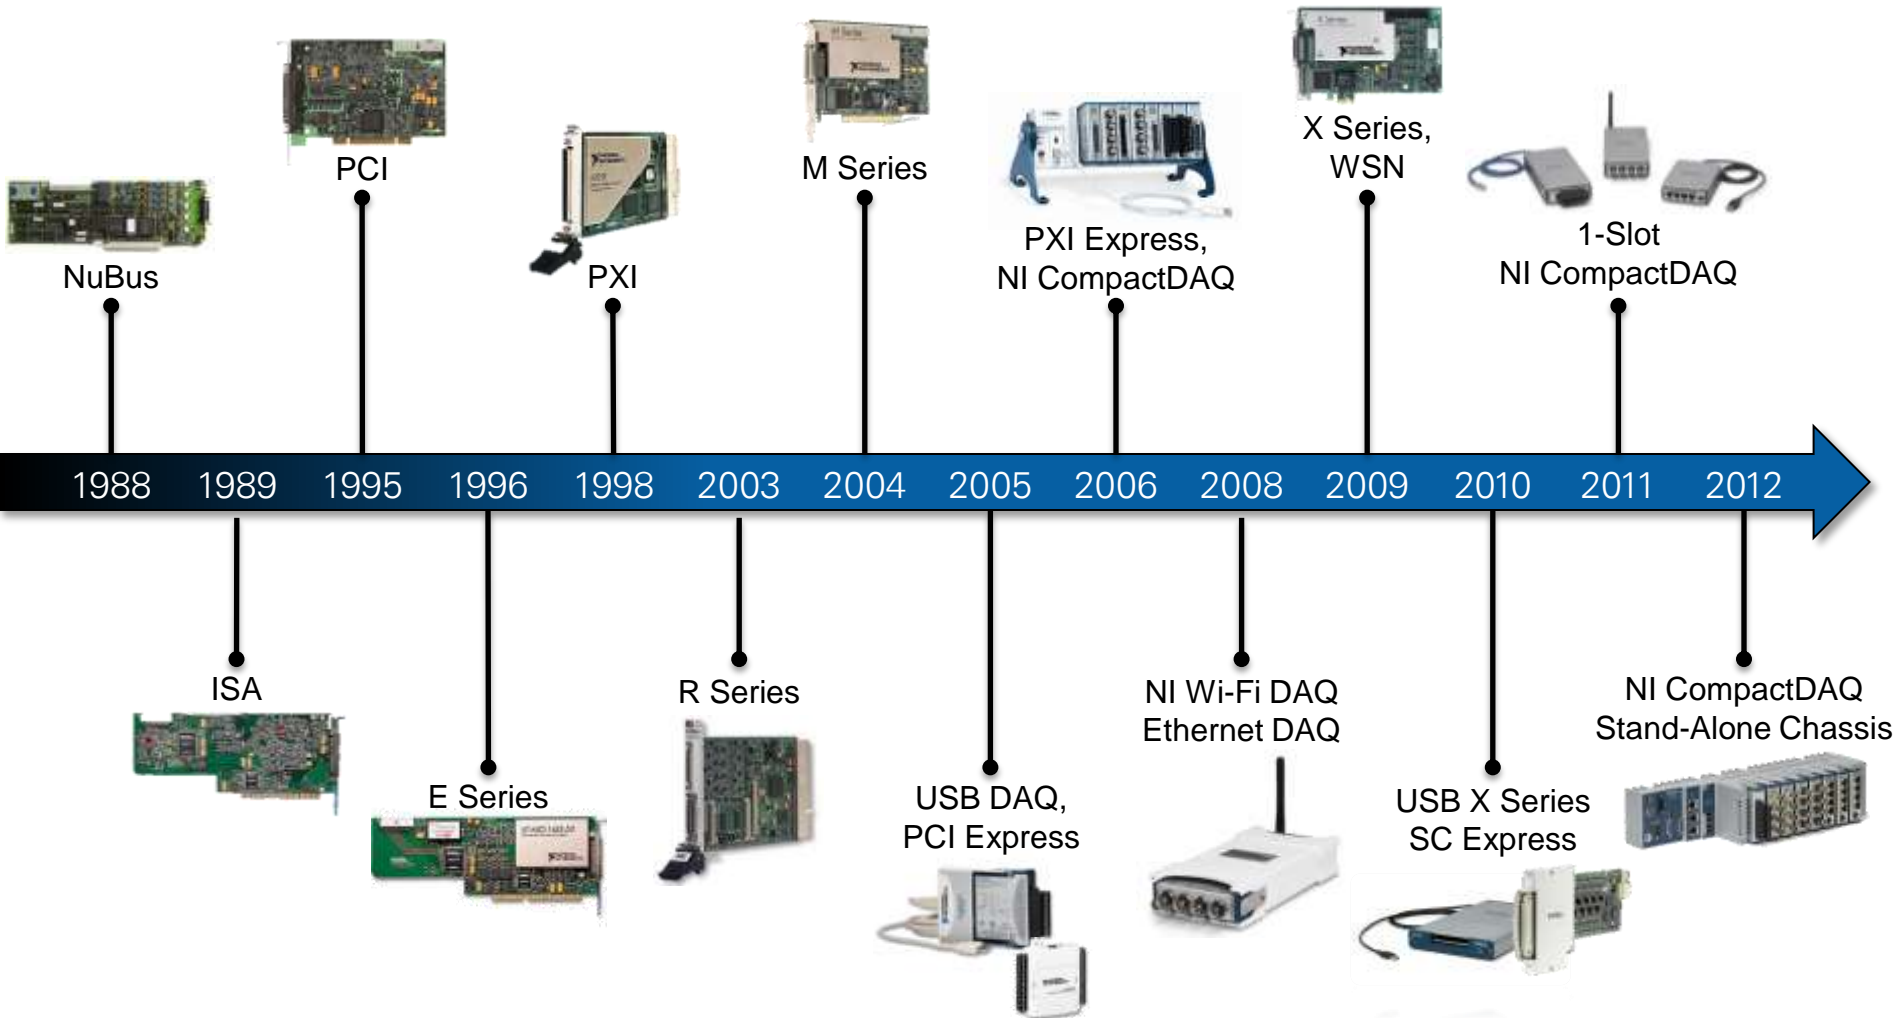 PCI
M Series
X Series,
WSN
NuBus
PXI
PXI Express,
NI CompactDAQ
1-Slot
NI CompactDAQ
1988 1989 1995 1996 1998 2003 2004 2005 2006 2008 2009 2010 2011 2012
ISA
E Series
R Series
USB DAQ,
PCI Express
NI Wi-Fi DAQ
Ethernet DAQ
USB X Series
SC Express
NI CompactDAQ
Stand-Alone Chassis